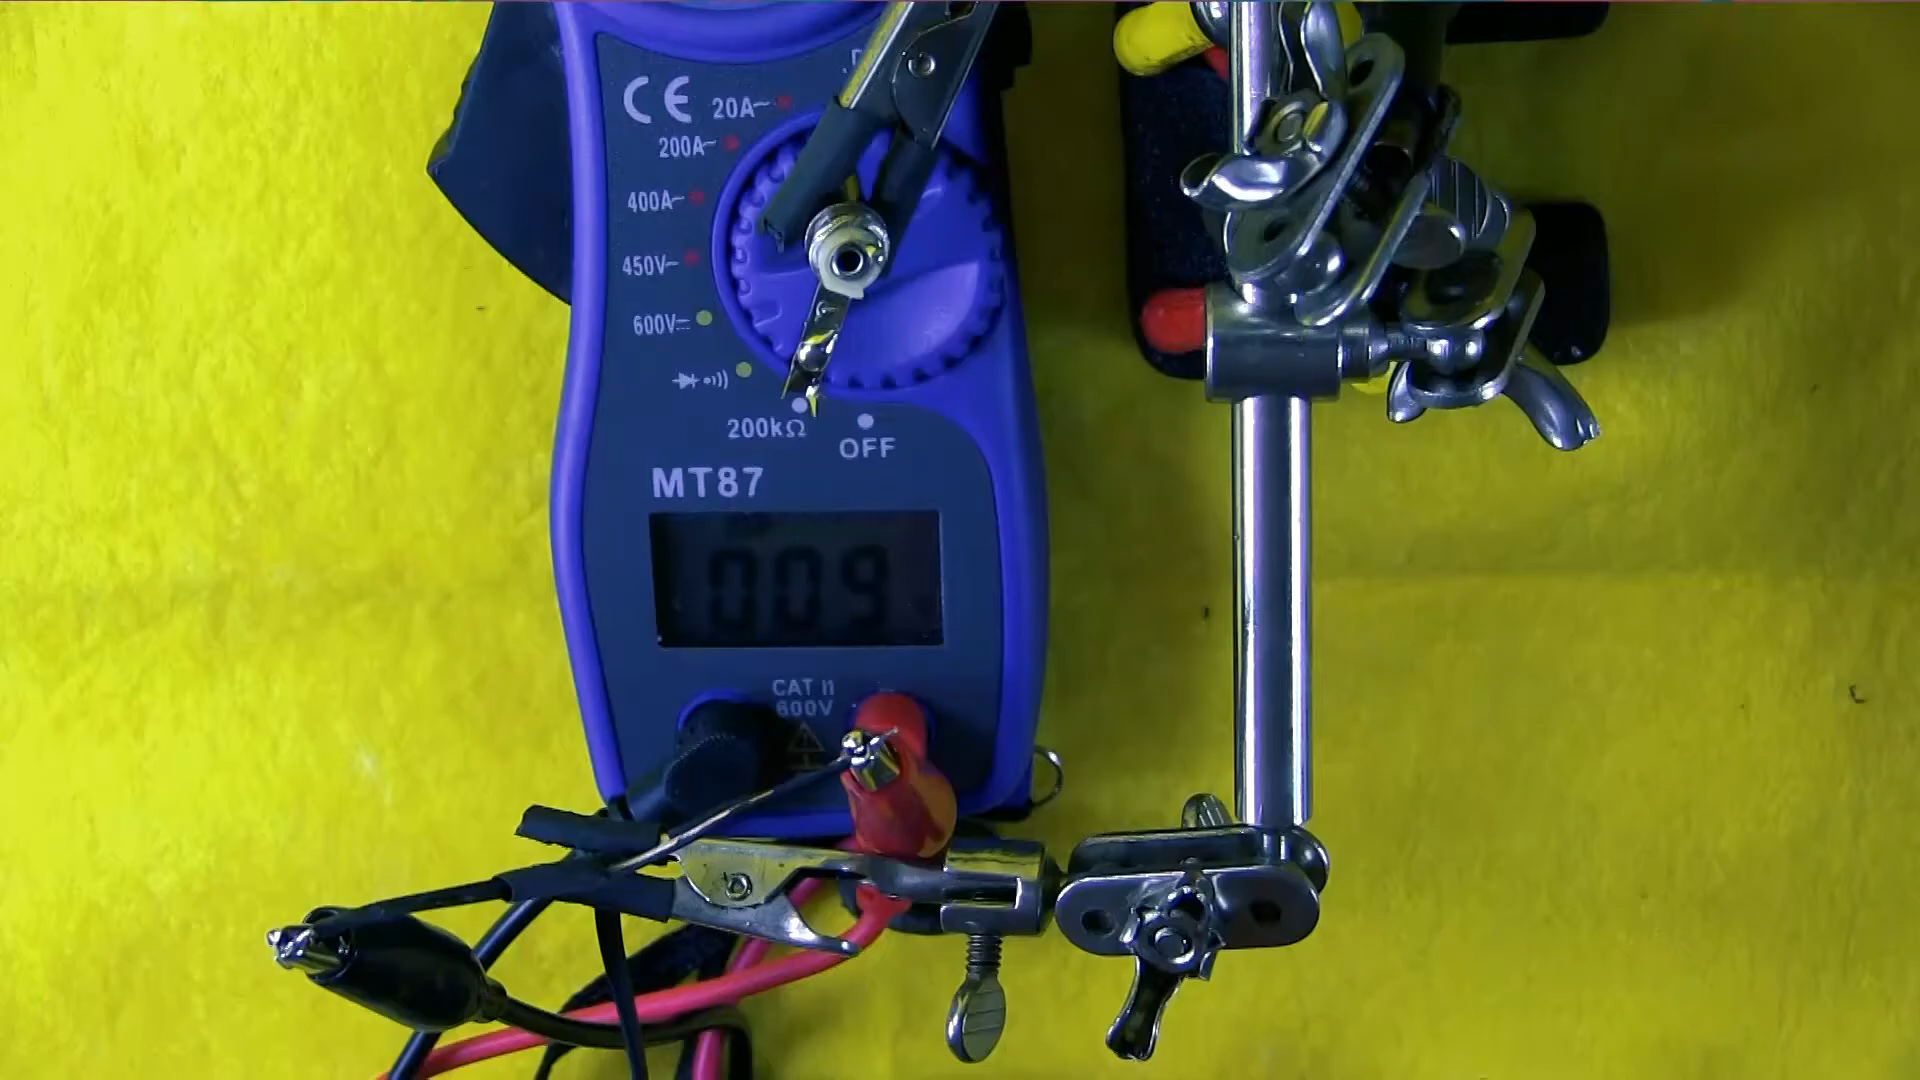 CE 20A~
200A~
400A~
450V~
600V⎓
200kΩ
OFF
MT87
009
CAT II
600V